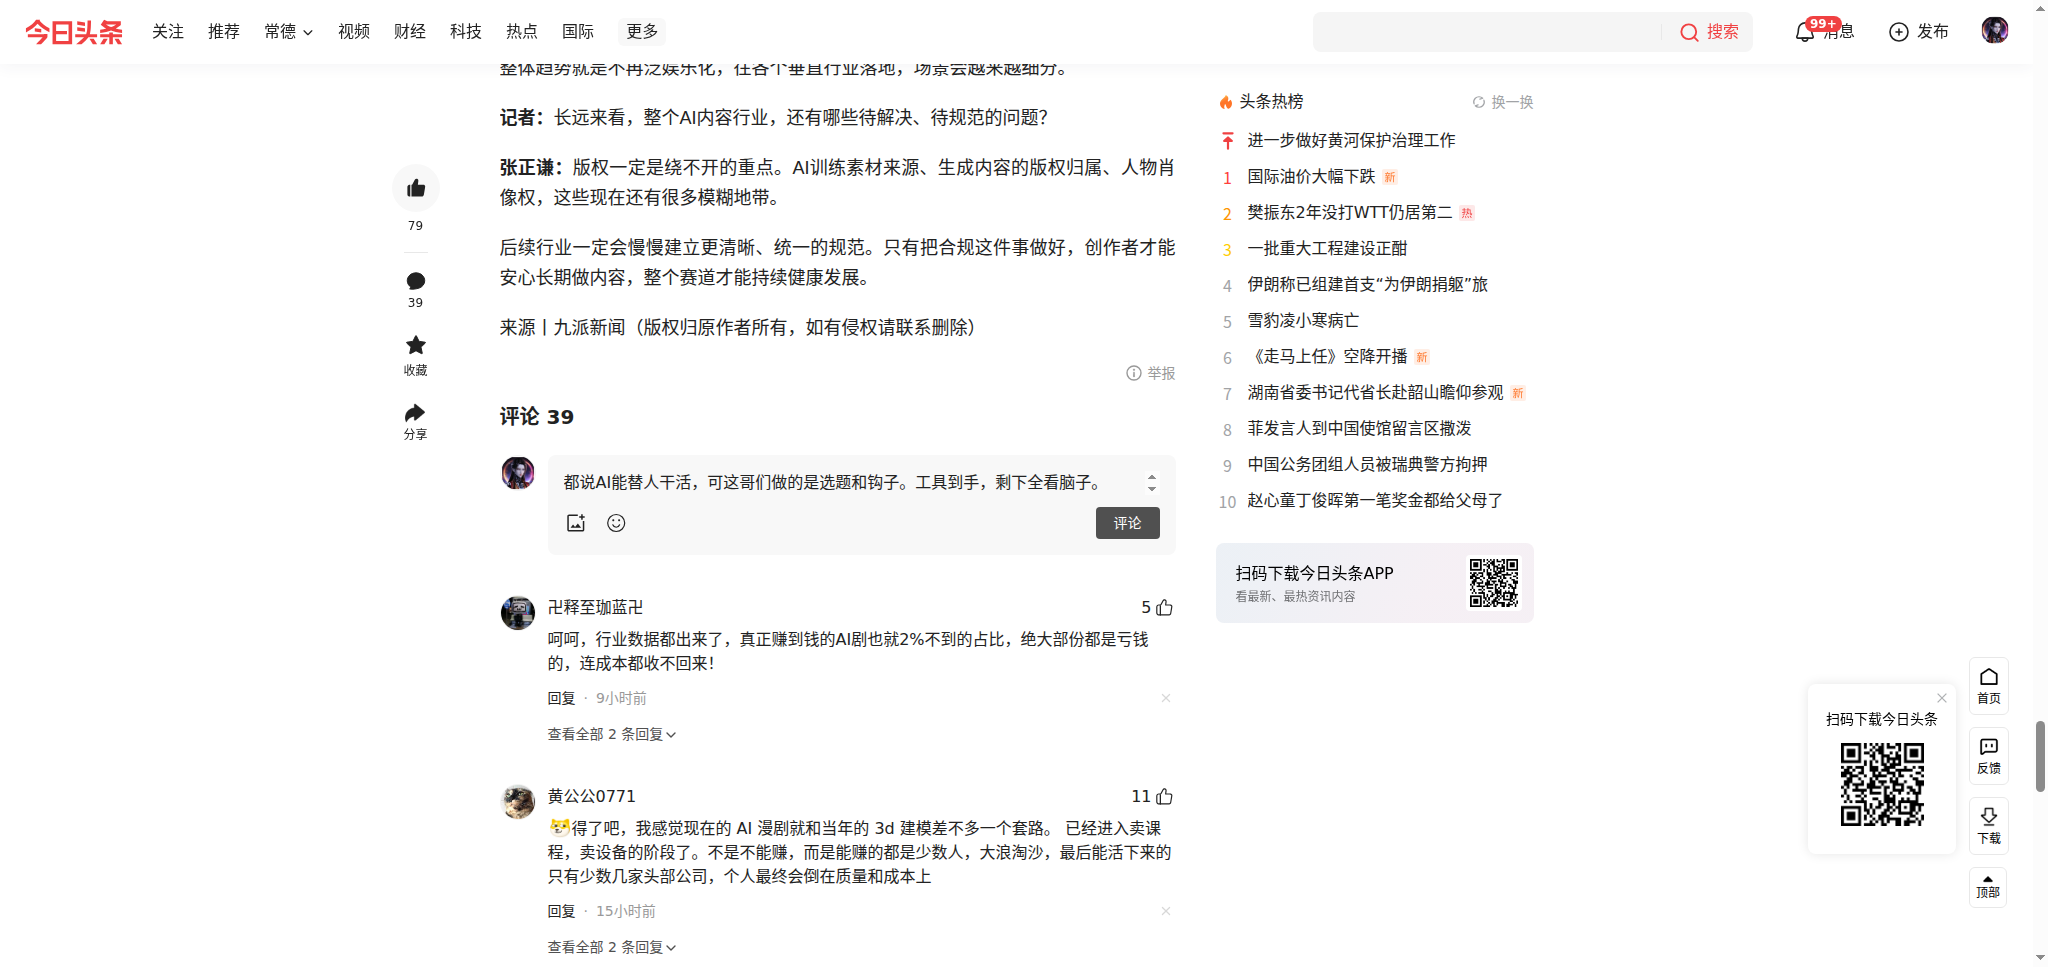 今日头条
关注 推荐 常德 视频 财经 科技 热点 国际 更多
搜索
99+
消息
发布
整体趋势就是不再泛娱乐化，在各个垂直行业落地，场景会越来越细分。
记者：长远来看，整个AI内容行业，还有哪些待解决、待规范的问题？
张正谦：版权一定是绕不开的重点。AI训练素材来源、生成内容的版权归属、人物肖
像权，这些现在还有很多模糊地带。
后续行业一定会慢慢建立更清晰、统一的规范。只有把合规这件事做好，创作者才能
安心长期做内容，整个赛道才能持续健康发展。
来源丨九派新闻（版权归原作者所有，如有侵权请联系删除）
举报
79
39
收藏
分享
评论 39
都说AI能替人干活，可这哥们做的是选题和钩子。工具到手，剩下全看脑子。
评论
卍释至珈蓝卍
5
呵呵，行业数据都出来了，真正赚到钱的AI剧也就2%不到的占比，绝大部份都是亏钱
的，连成本都收不回来！
回复 · 9小时前
查看全部 2 条回复
黄公公0771
11
得了吧，我感觉现在的 AI 漫剧就和当年的 3d 建模差不多一个套路。 已经进入卖课
程，卖设备的阶段了。不是不能赚，而是能赚的都是少数人，大浪淘沙，最后能活下来的
只有少数几家头部公司，个人最终会倒在质量和成本上
回复 · 15小时前
查看全部 2 条回复
头条热榜
换一换
进一步做好黄河保护治理工作
1 国际油价大幅下跌 新
2 樊振东2年没打WTT仍居第二 热
3 一批重大工程建设正酣
4 伊朗称已组建首支“为伊朗捐躯”旅
5 雪豹凌小寒病亡
6 《走马上任》空降开播 新
7 湖南省委书记代省长赴韶山瞻仰参观 新
8 菲发言人到中国使馆留言区撒泼
9 中国公务团组人员被瑞典警方拘押
10 赵心童丁俊晖第一笔奖金都给父母了
扫码下载今日头条APP
看最新、最热资讯内容
扫码下载今日头条
首页
反馈
下载
顶部